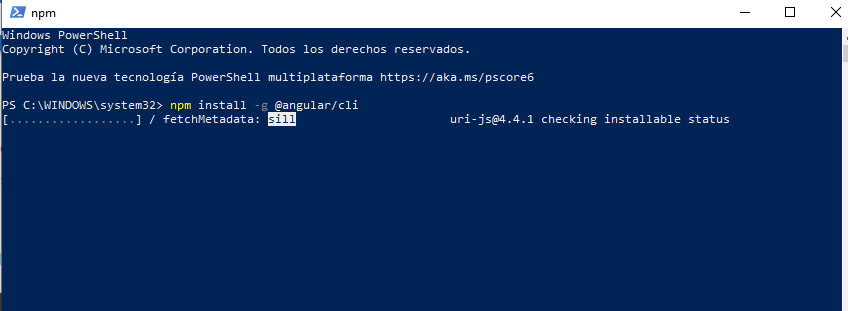 npm
Windows PowerShell
Copyright (C) Microsoft Corporation. Todos los derechos reservados.
Prueba la nueva tecnología PowerShell multiplataforma https://aka.ms/pscore6
PS C:\WINDOWS\system32> npm install -g @angular/cli
[..................] / fetchMetadata: sill uri-js@4.4.1 checking installable status